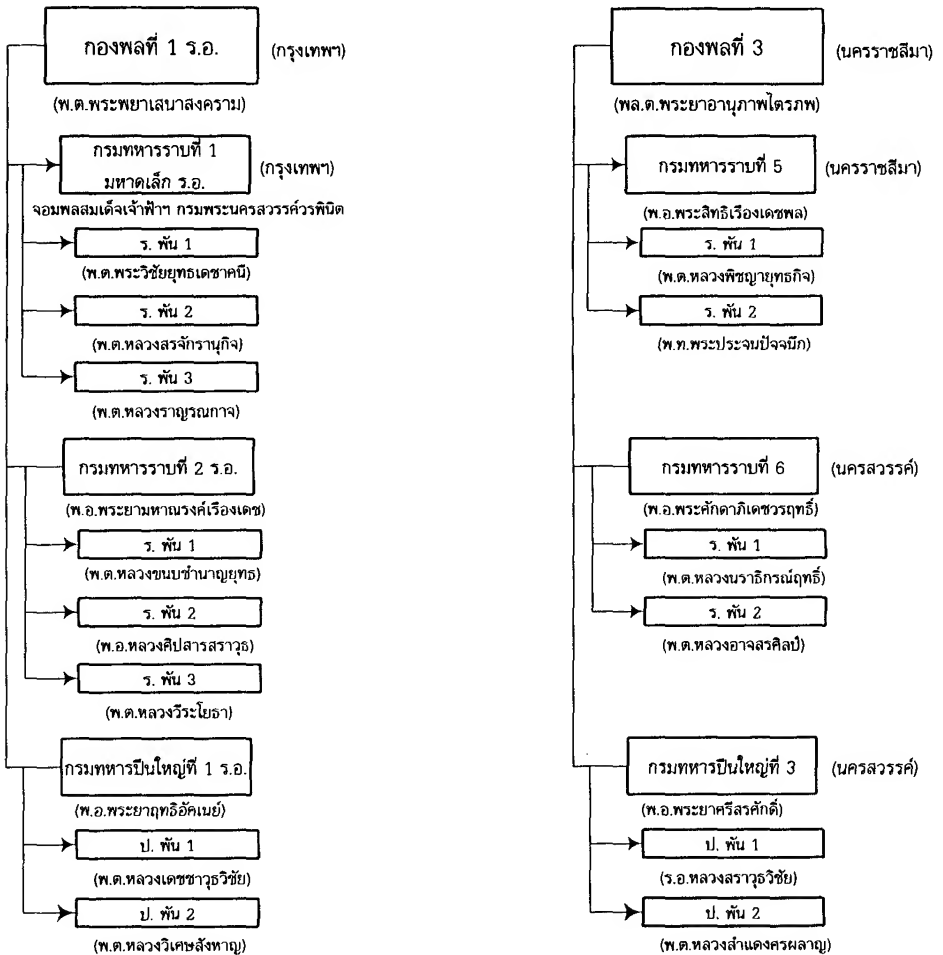 กองพลที่ 1 ร.อ.
(กรุงเทพฯ)
(พ.ต.พระพยาเสนาสงคราม)
กรมทหารราบที่ 1
มหาดเล็ก ร.อ.
(กรุงเทพฯ)
จอมพลสมเด็จเจ้าฟ้าฯ กรมพระนครสวรรค์วรพินิต
ร. พัน 1
(พ.ต.พระวิชัยยุทธเดชาคนี)
ร. พัน 2
(พ.ต.หลวงสรจักรานุกิจ)
ร. พัน 3
(พ.ต.หลวงราญรณกาจ)
กรมทหารราบที่ 2 ร.อ.
(พ.อ.พระยามหาณรงค์เรืองเดช)
ร. พัน 1
(พ.ต.หลวงขนบชำนาญยุทธ)
ร. พัน 2
(พ.อ.หลวงศิปสารสราวุธ)
ร. พัน 3
(พ.ต.หลวงวีระโยธา)
กรมทหารปืนใหญ่ที่ 1 ร.อ.
(พ.อ.พระยาฤทธิอัคเนย์)
ป. พัน 1
(พ.ต.หลวงเดชชาวุธวิชัย)
ป. พัน 2
(พ.ต.หลวงวิเศษสังหาญ)
กองพลที่ 3
(นครราชสีมา)
(พล.ต.พระยาอานุภาพไตรภพ)
กรมทหารราบที่ 5
(นครราชสีมา)
(พ.อ.พระสิทธิเรืองเดชพล)
ร. พัน 1
(พ.ต.หลวงพิชญายุทธกิจ)
ร. พัน 2
(พ.ท.พระประจนปัจจนึก)
กรมทหารราบที่ 6
(นครสวรรค์)
(พ.อ.พระศักดาภิเดชวรฤทธิ์)
ร. พัน 1
(พ.ต.หลวงนราธิกรณ์ฤทธิ์)
ร. พัน 2
(พ.ต.หลวงอาจสรศิลป์)
กรมทหารปืนใหญ่ที่ 3
(นครสวรรค์)
(พ.อ.พระยาศรีสรศักดิ์)
ป. พัน 1
(ร.อ.หลวงสราวุธวิชัย)
ป. พัน 2
(พ.ต.หลวงสำแดงศรผลาญ)